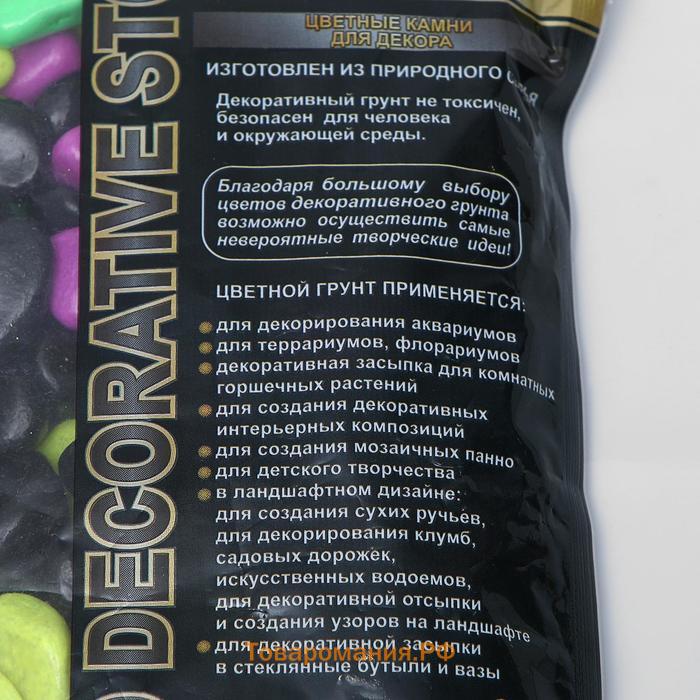 ЦВЕТНЫЕ КАМНИ
ДЛЯ ДЕКОРА
ИЗГОТОВЛЕН ИЗ ПРИРОДНОГО
Декоративный грунт не токсичен,
безопасен для человека
и окружающей среды.
Благодаря большому выбору
цветов декоративного грунта
возможно осуществить самые
невероятные творческие идеи!
ЦВЕТНОЙ ГРУНТ ПРИМЕНЯЕТСЯ:
для декорирования аквариумов
для террариумов, флорариумов
декоративная засыпка для комнатных
горшечных растений
для создания декоративных
интерьерных композиций
для создания мозаичных панно
для детского творчества
в ландшафтном дизайне:
для создания сухих ручьев,
для декорирования клумб,
садовых дорожек,
искусственных водоемов,
для декоративной отсыпки
и создания узоров на ландшафте
для декоративной засыпки
в стеклянные бутыли и вазы
DECORATIVE STO
Товаромания.РФ